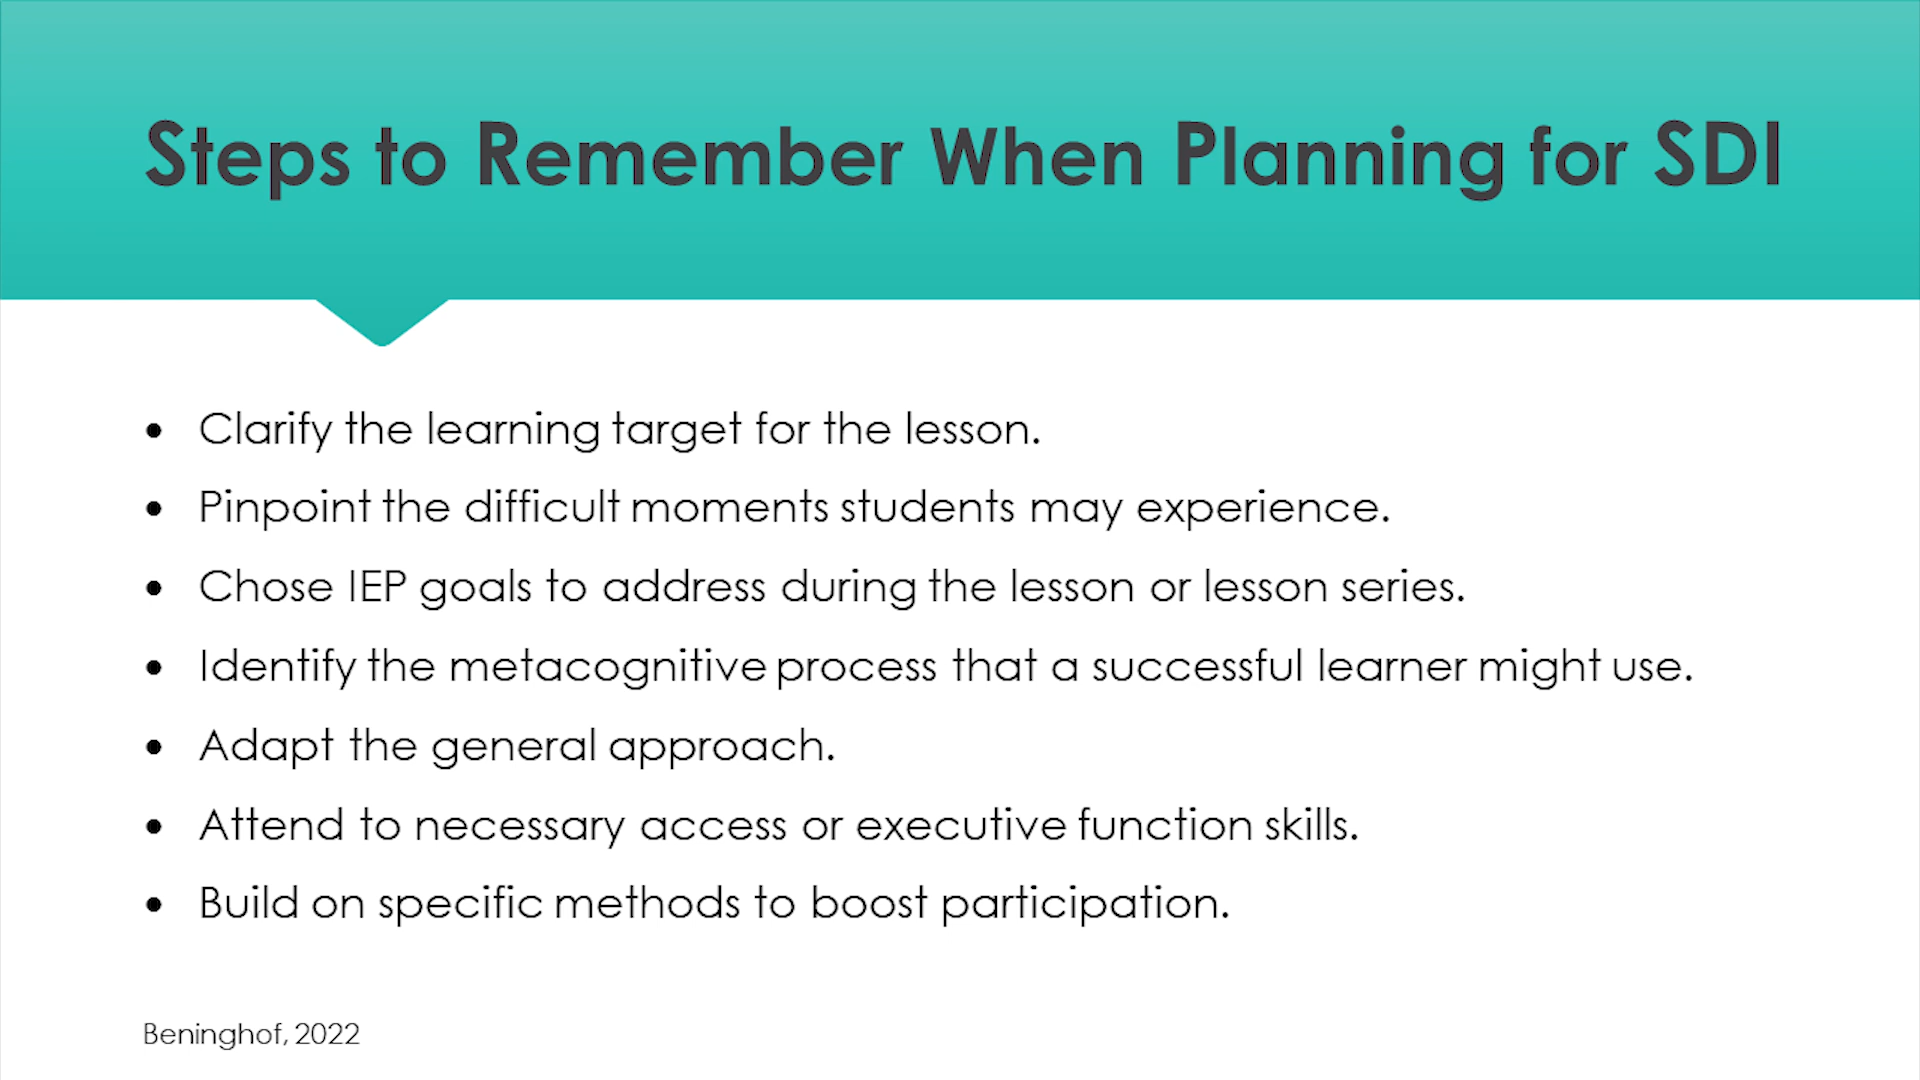 Steps to Remember When Planning for SDI
• Clarify the learning target for the lesson.
• Pinpoint the difficult moments students may experience.
• Chose IEP goals to address during the lesson or lesson series.
• Identify the metacognitive process that a successful learner might use.
• Adapt the general approach.
• Attend to necessary access or executive function skills.
• Build on specific methods to boost participation.
Beninghof, 2022